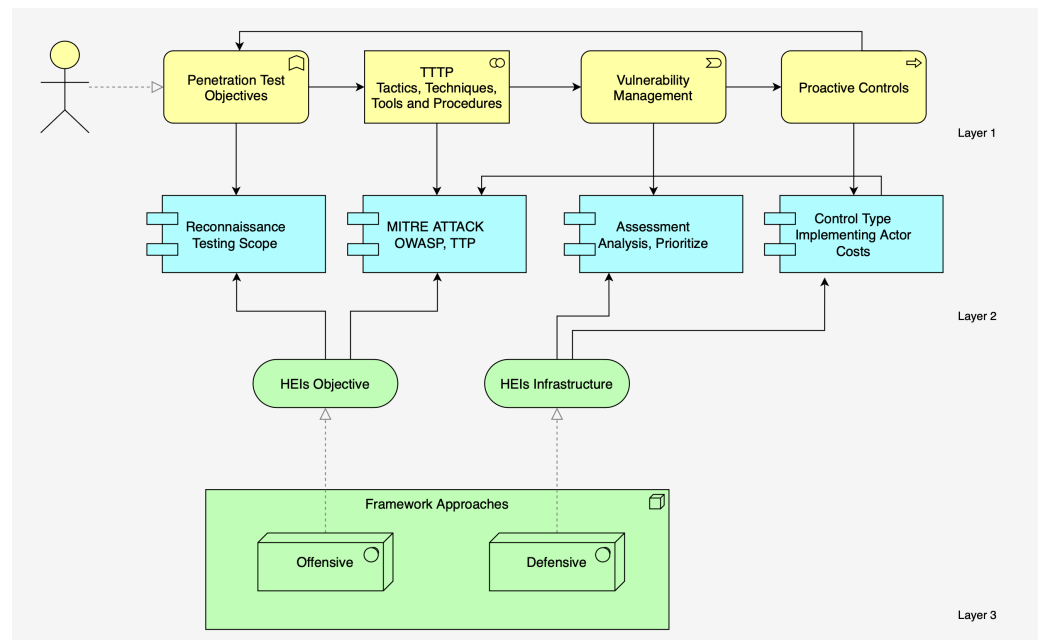 Penetration Test
Objectives
TTTP
Tactics, Techniques,
Tools and Procedures
Vulnerability
Management
Proactive Controls
Layer 1
Reconnaissance
Testing Scope
MITRE ATTACK
OWASP, TTP
Assessment
Analysis, Prioritize
Control Type
Implementing Actor
Costs
Layer 2
HEIs Objective
HEIs Infrastructure
Framework Approaches
Offensive
Defensive
Layer 3